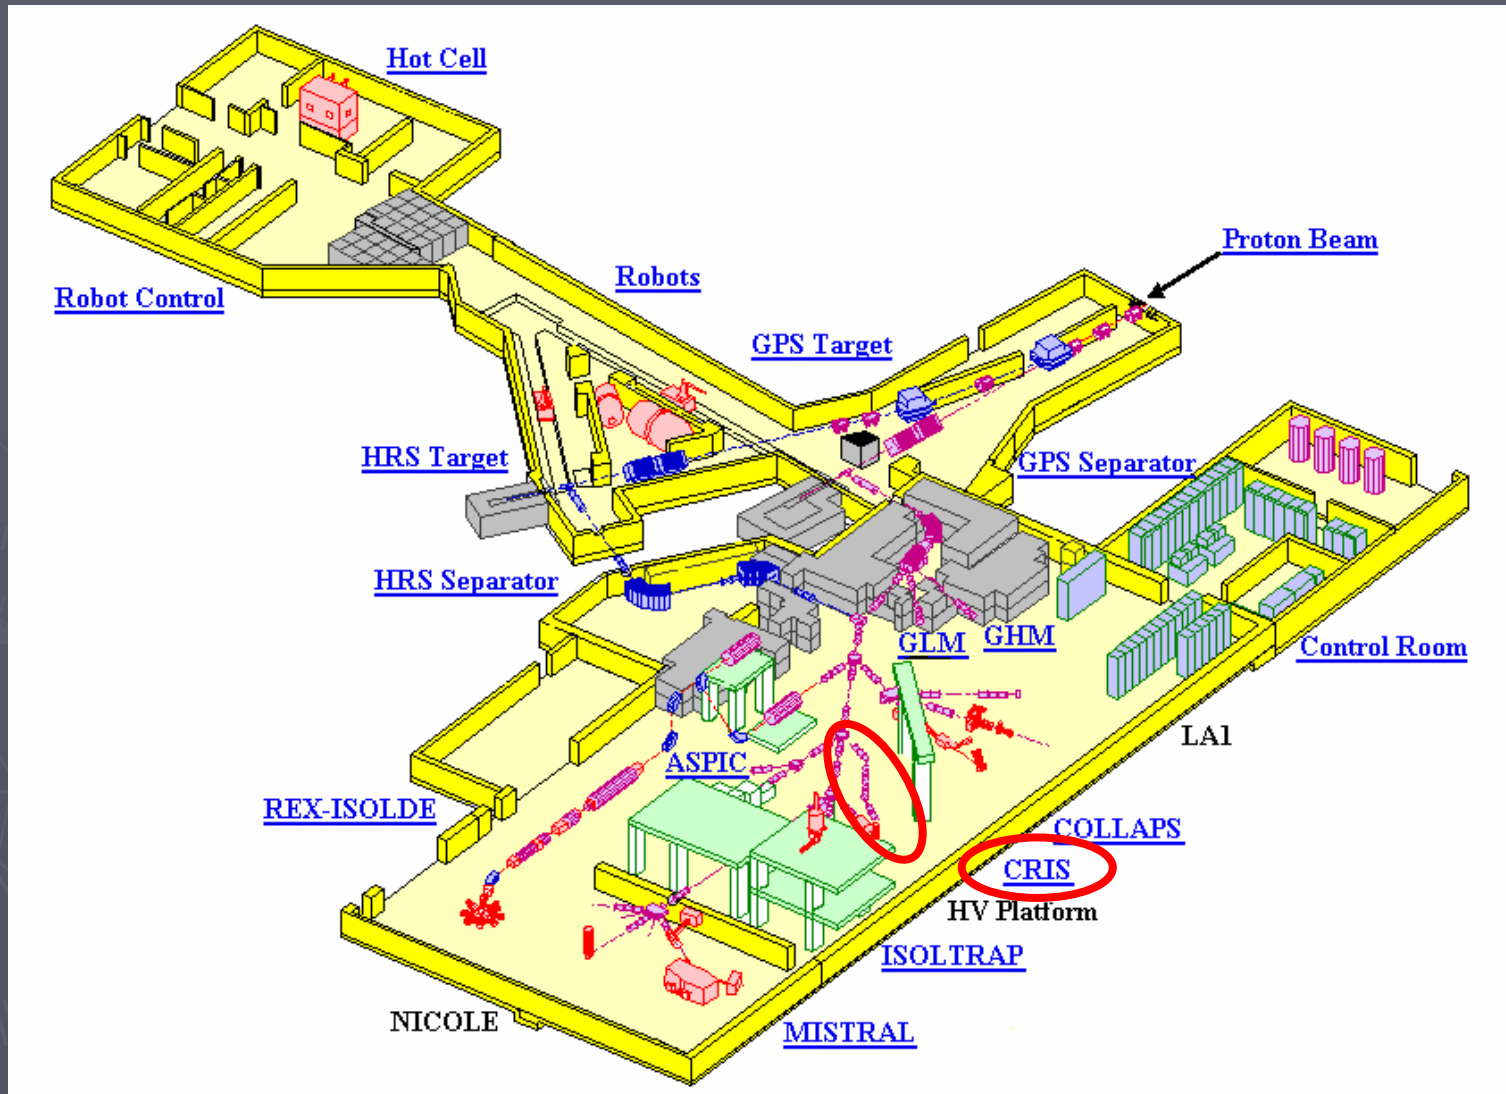 Hot Cell
Proton Beam
Robots
Robot Control
GPS Target
HRS Target
GPS Separator
HRS Separator
GLM
GHM
Control Room
LA1
ASPIC
REX-ISOLDE
COLLAPS
CRIS
HV Platform
ISOLTRAP
NICOLE
MISTRAL